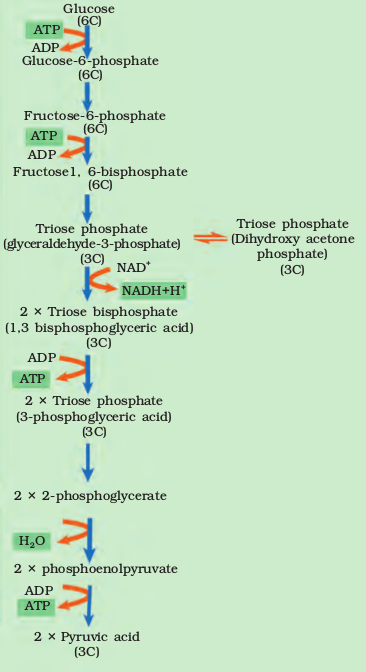 Glucose
(6C)
ATP
ADP
Glucose-6-phosphate
(6C)
Fructose-6-phosphate
(6C)
ATP
ADP
Fructose1, 6-bisphosphate
(6C)
Triose phosphate
(glyceraldehyde-3-phosphate)
(3C)
Triose phosphate
(Dihydroxy acetone
phosphate)
(3C)
NAD⁺
NADH+H⁺
2 × Triose bisphosphate
(1,3 bisphosphoglyceric acid)
(3C)
ADP
ATP
2 × Triose phosphate
(3-phosphoglyceric acid)
(3C)
2 × 2-phosphoglycerate
H₂O
2 × phosphoenolpyruvate
ADP
ATP
2 × Pyruvic acid
(3C)